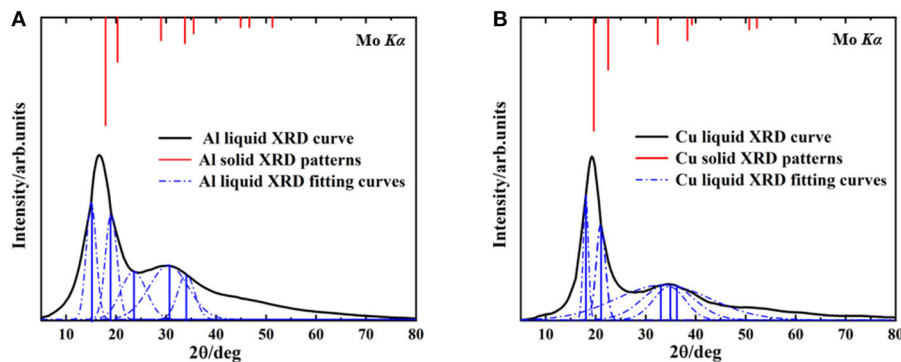 A
Mo Kα
Al liquid XRD curve
Al solid XRD patterns
Al liquid XRD fitting curves
Intensity/arb.units
10 20 30 40 50 60 70 80
2θ/deg
B
Mo Kα
Cu liquid XRD curve
Cu solid XRD patterns
Cu liquid XRD fitting curves
Intensity/arb.units
10 20 30 40 50 60 70 80
2θ/deg